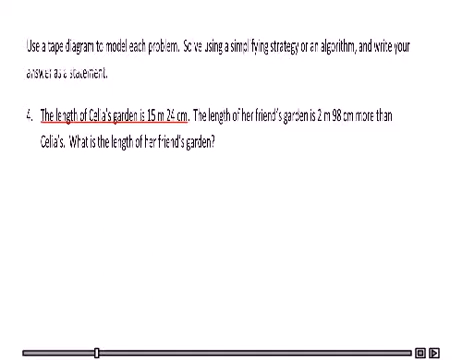 Use a tape diagram to model each problem. Solve using a simplifying strategy or an algorithm, and write your
answer as a statement.
4. The length of Celia's garden is 15 m 24 cm. The length of her friend's garden is 2 m 98 cm more than
Celia's. What is the length of her friend's garden?